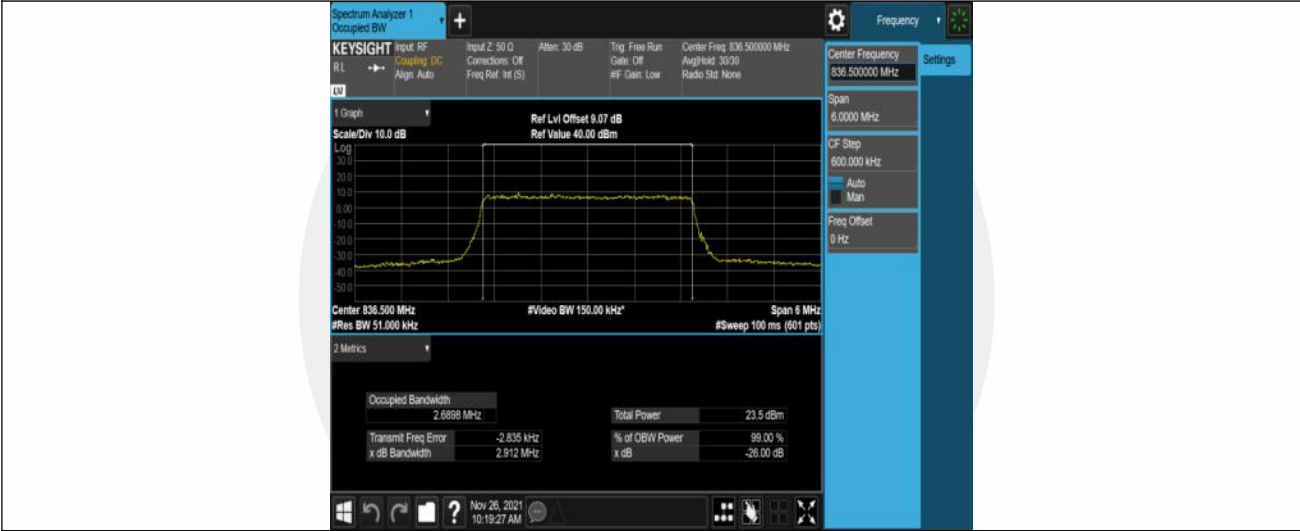 Spectrum Analyzer 1
Occupied BW
+
Frequency
KEYSIGHT
RL
LV
Input: RF
Coupling: DC
Align: Auto
Input Z: 50 Ω
Corrections: Off
Freq Ref: Int (S)
Atten: 30 dB
Trig: Free Run
Gate: Off
#IF Gain: Low
Center Freq: 836.500000 MHz
Avg|Hold: 30/30
Radio Std: None
Center Frequency
836.500000 MHz
Settings
Span
6.0000 MHz
CF Step
600.000 kHz
Auto
Man
Freq Offset
0 Hz
1 Graph
Scale/Div 10.0 dB
Ref Lvl Offset 9.07 dB
Ref Value 40.00 dBm
Log
30.0
20.0
10.0
0.00
-10.0
-20.0
-30.0
-40.0
-50.0
Center 836.500 MHz
#Video BW 150.00 kHz*
Span 6 MHz
#Res BW 51.000 kHz
#Sweep 100 ms (601 pts)
2 Metrics
Occupied Bandwidth
2.6898 MHz
Total Power 23.5 dBm
Transmit Freq Error -2.835 kHz
% of OBW Power 99.00 %
x dB Bandwidth 2.912 MHz
x dB -26.00 dB
?
Nov 26, 2021
10:19:27 AM